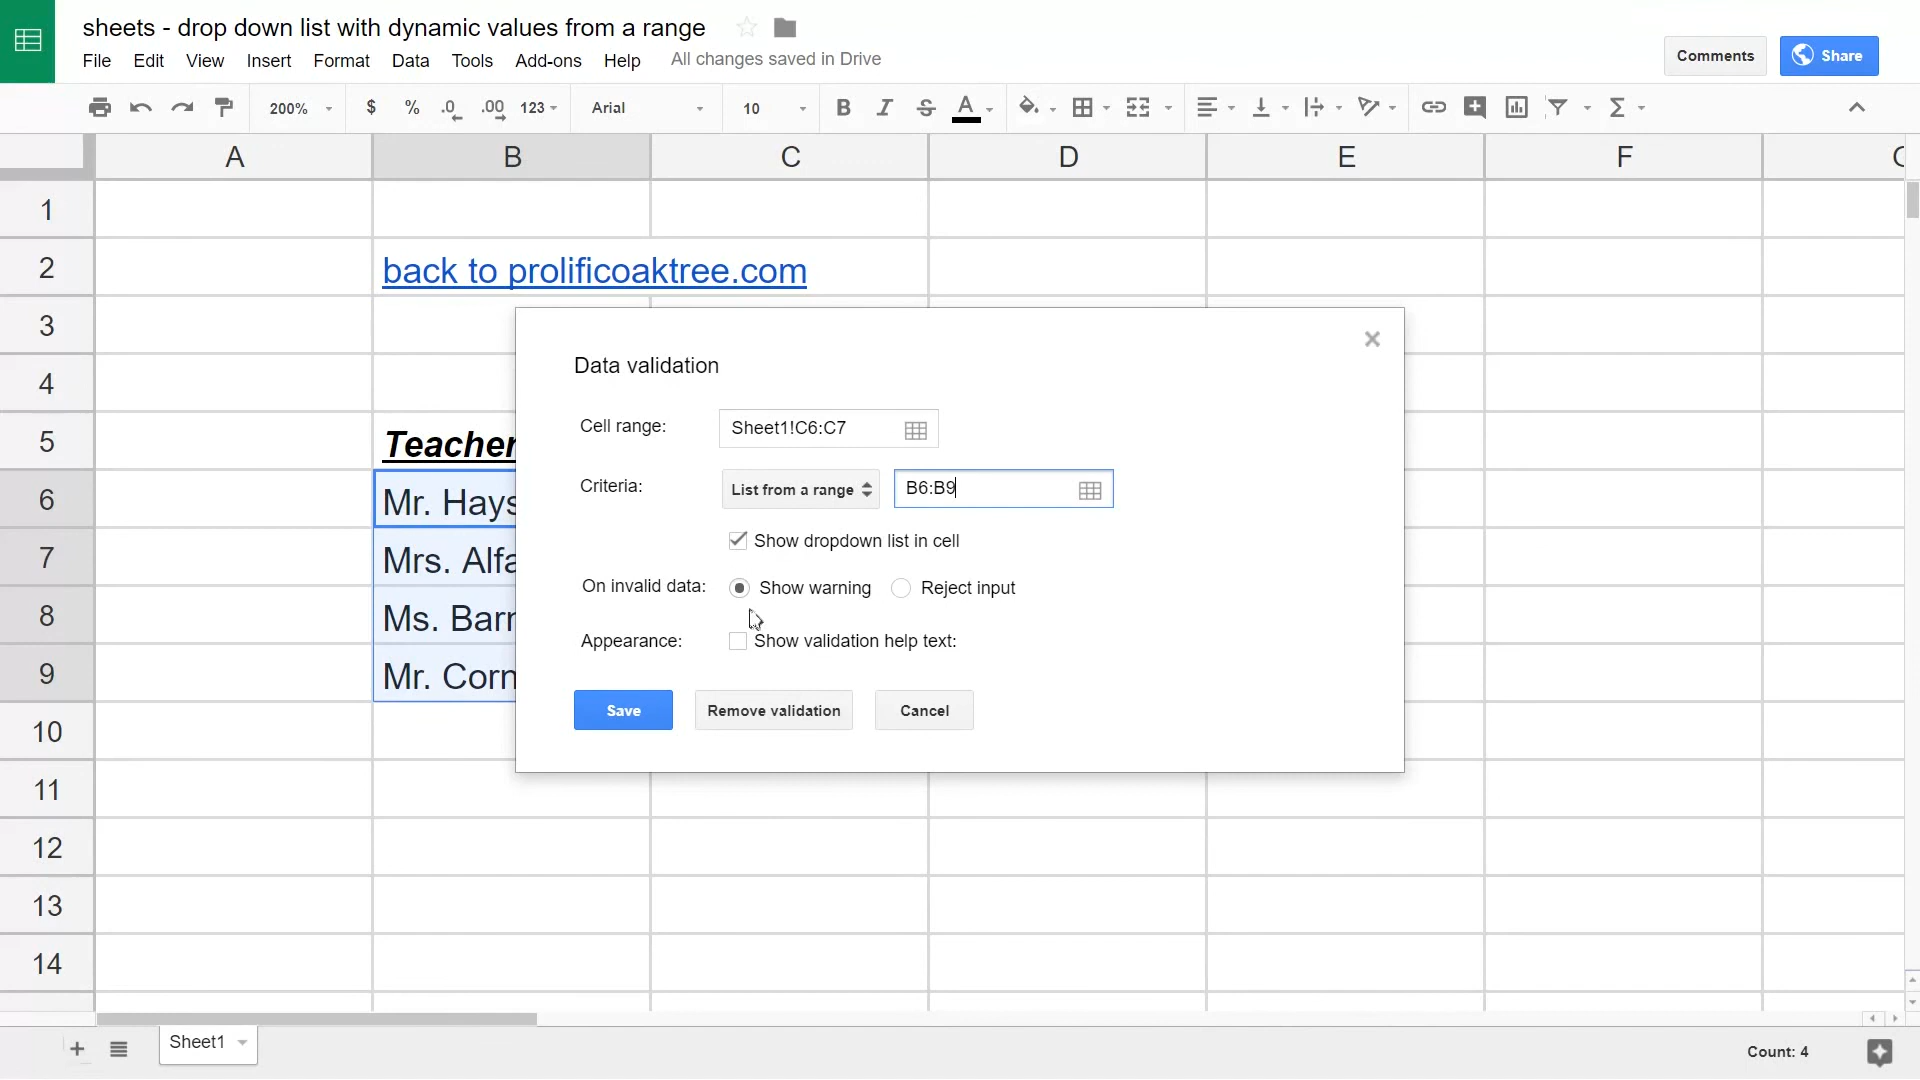 sheets - drop down list with dynamic values from a range
File Edit View Insert Format Data Tools Add-ons Help All changes saved in Drive
Comments Share
200% $ % .0 .00 123 Arial 10 B I S A Σ
A B C D E F
1
2 back to prolificoaktree.com
3
4
Data validation
Cell range: Sheet1!C6:C7
5 Teacher
Criteria: List from a range B6:B9
6 Mr. Hays
Show dropdown list in cell
7 Mrs. Alfa
On invalid data: Show warning Reject input
8 Ms. Barr
Appearance: Show validation help text:
9 Mr. Corn
Save Remove validation Cancel
10
11
12
13
14
Sheet1 Count: 4